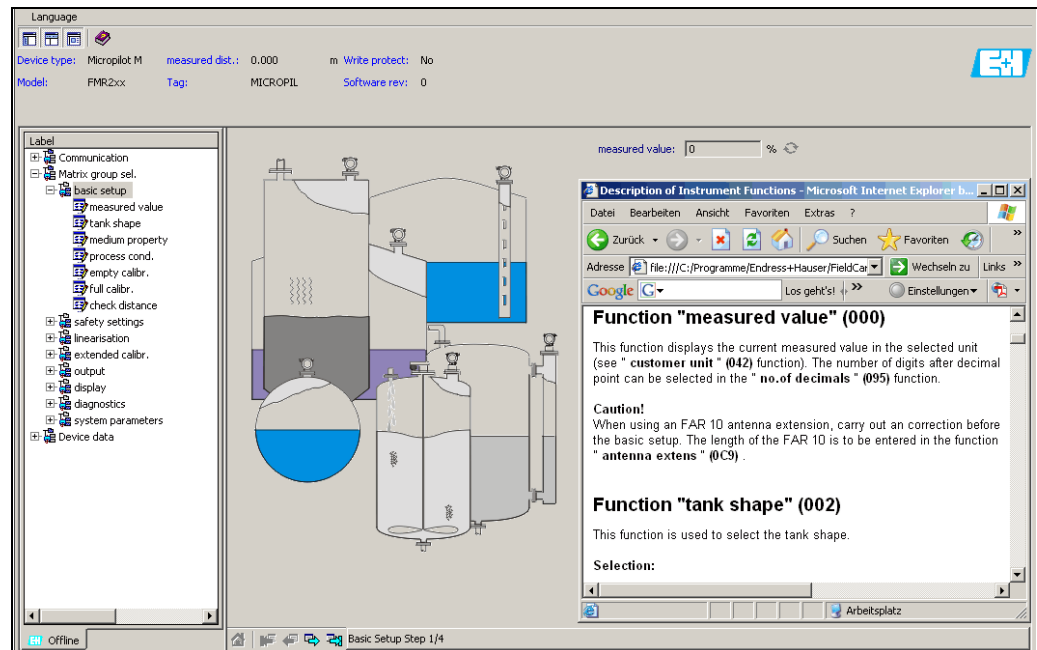 Language
Device type: Micropilot M measured dist.: 0.000 m Write protect: No
Model: FMR2xx Tag: MICROPIL Software rev: 0
E+H
Label
Communication
Matrix group sel.
basic setup
measured value
tank shape
medium property
process cond.
empty calibr.
full calibr.
check distance
safety settings
linearisation
extended calibr.
output
display
diagnostics
system parameters
Device data
Offline
measured value: 0 %
Description of Instrument Functions - Microsoft Internet Explorer b...
Datei Bearbeiten Ansicht Favoriten Extras ?
Zurück Suchen Favoriten »
Adresse file:///C:/Programme/Endress+Hauser/FieldCar Wechseln zu Links »
Google G Los geht's! » Einstellungen
Function "measured value" (000)
This function displays the current measured value in the selected unit
(see " customer unit " (042) function). The number of digits after decimal
point can be selected in the " no.of decimals " (095) function.
Caution!
When using an FAR 10 antenna extension, carry out an correction before
the basic setup. The length of the FAR 10 is to be entered in the function
" antenna extens " (0C9) .
Function "tank shape" (002)
This function is used to select the tank shape.
Selection:
Arbeitsplatz
Basic Setup Step 1/4